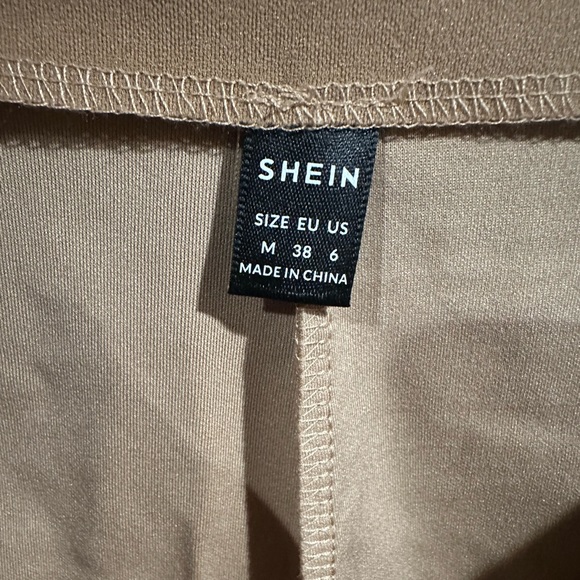 SHEIN
SIZE EU US
M 38 6
MADE IN CHINA